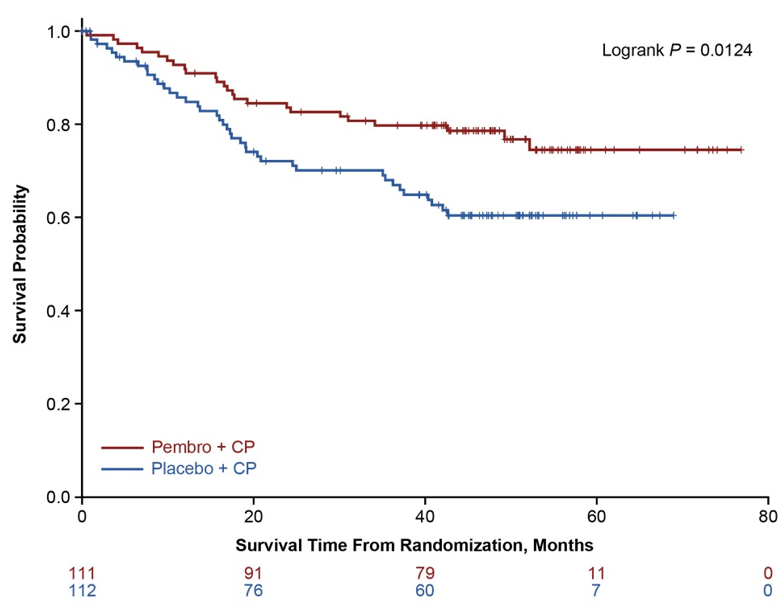 1.0
Logrank P = 0.0124
0.8
0.6
Survival Probability
0.4
0.2
Pembro + CP
Placebo + CP
0.0
0 20 40 60 80
Survival Time From Randomization, Months
111 91 79 11 0
112 76 60 7 0